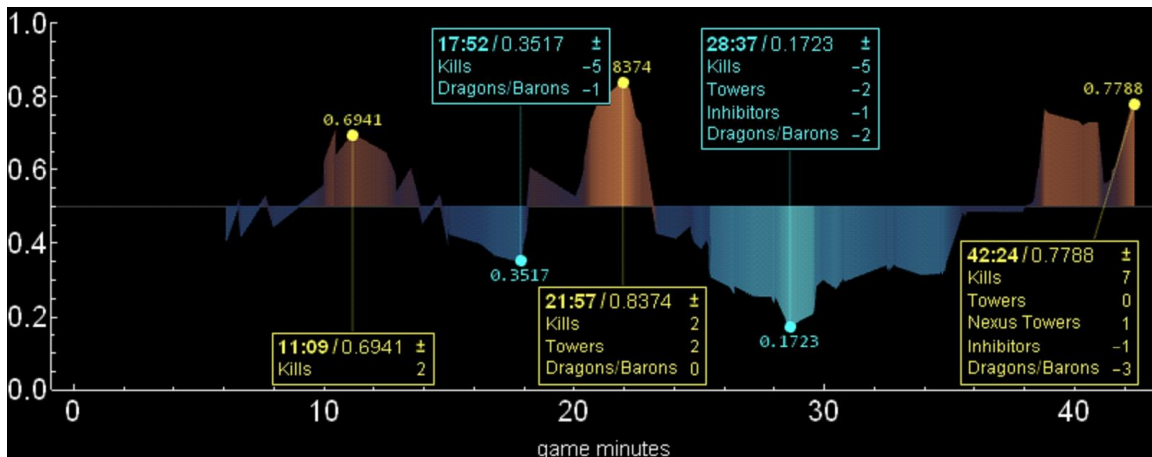 1.0
0.8
0.6
0.4
0.2
0.0
0.6941
11:09/0.6941 ±
Kills 2
17:52/0.3517 ±
Kills −5
Dragons/Barons −1
0.3517
8374
21:57/0.8374 ±
Kills 2
Towers 2
Dragons/Barons 0
28:37/0.1723 ±
Kills −5
Towers −2
Inhibitors −1
Dragons/Barons −2
0.1723
0.7788
42:24/0.7788 ±
Kills 7
Towers 0
Nexus Towers 1
Inhibitors −1
Dragons/Barons −3
0 10 20 30 40
game minutes